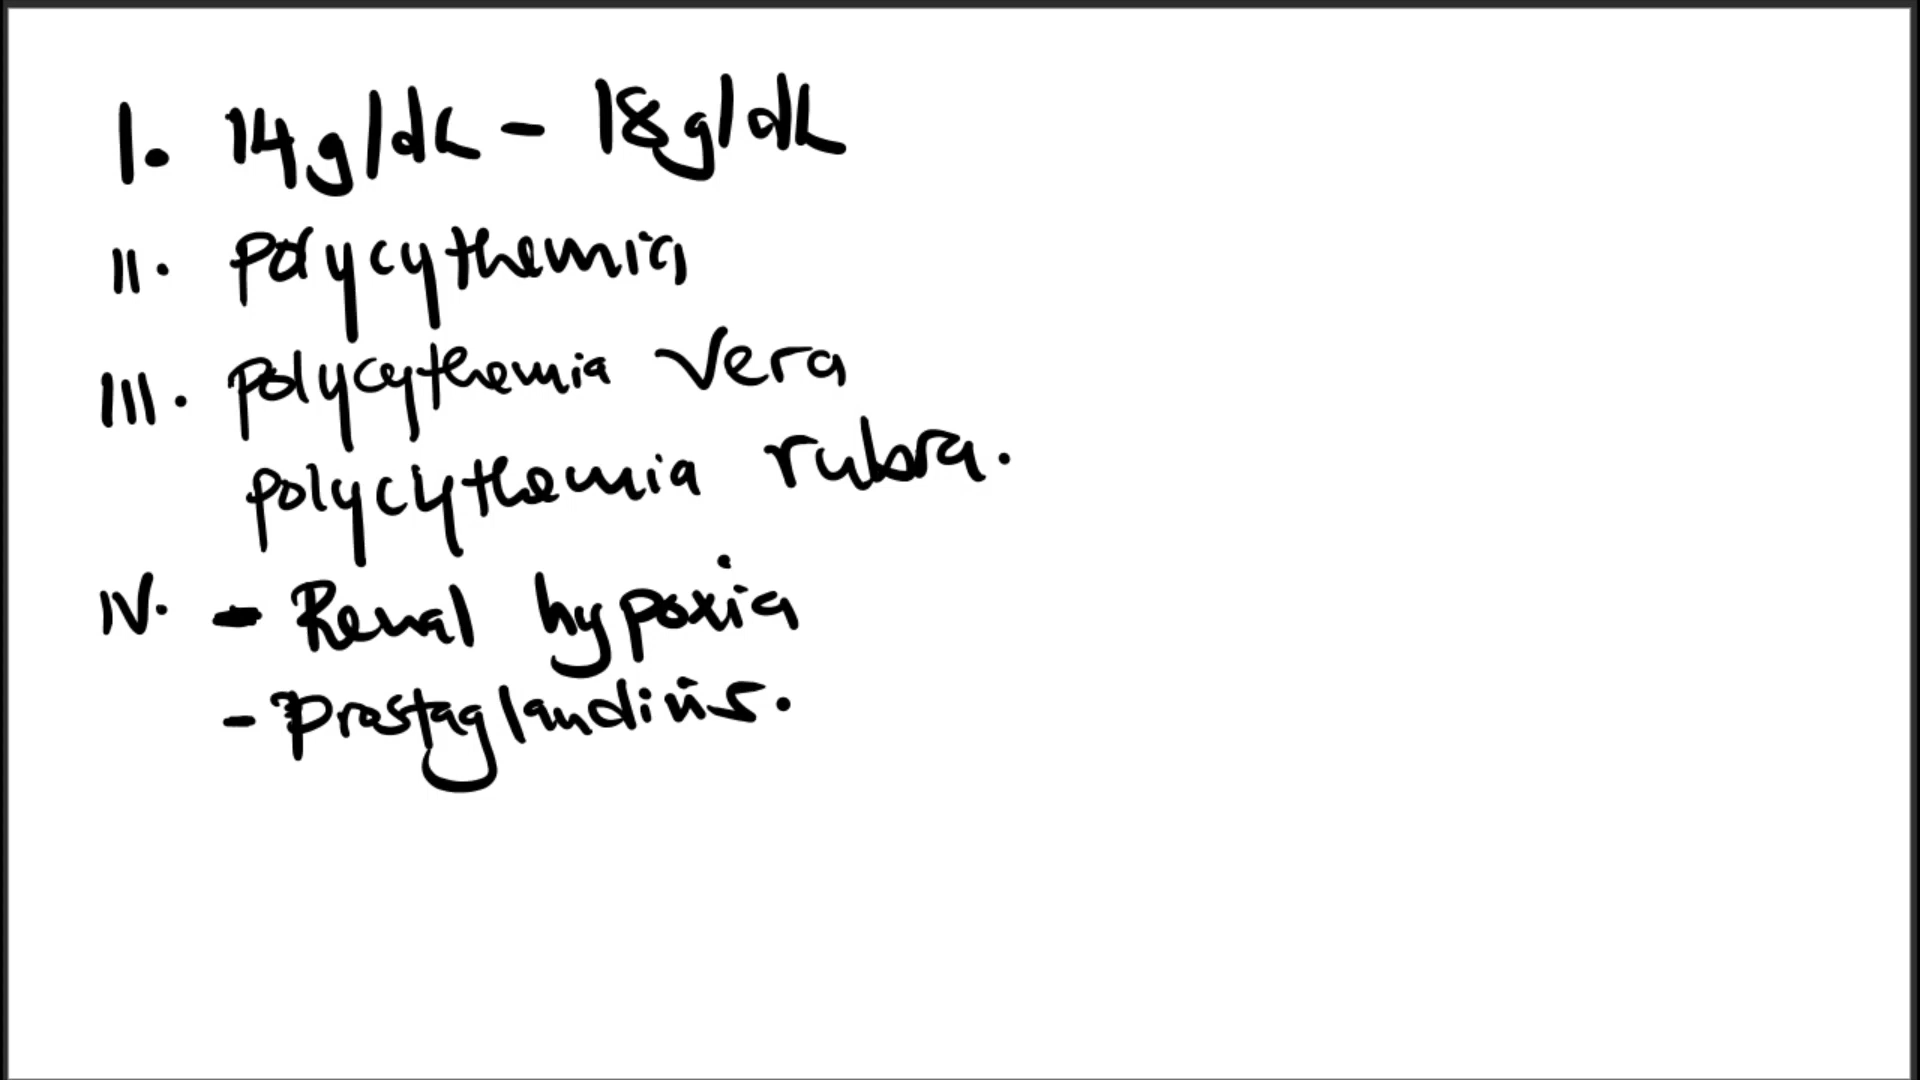 I. 14g/dL - 18g/dL
II. polycythemia
III. polycythemia vera
polycythemia rubra.
IV. - Renal hypoxia
- Prostaglandins.